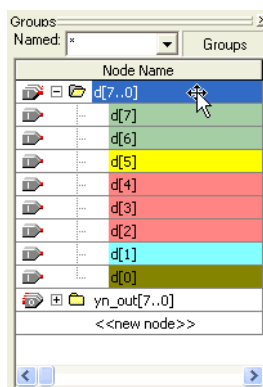 Groups
Named: * Groups
Node Name
d[7..0]
d[7]
d[6]
d[5]
d[4]
d[3]
d[2]
d[1]
d[0]
yn_out[7..0]
<<new node>>